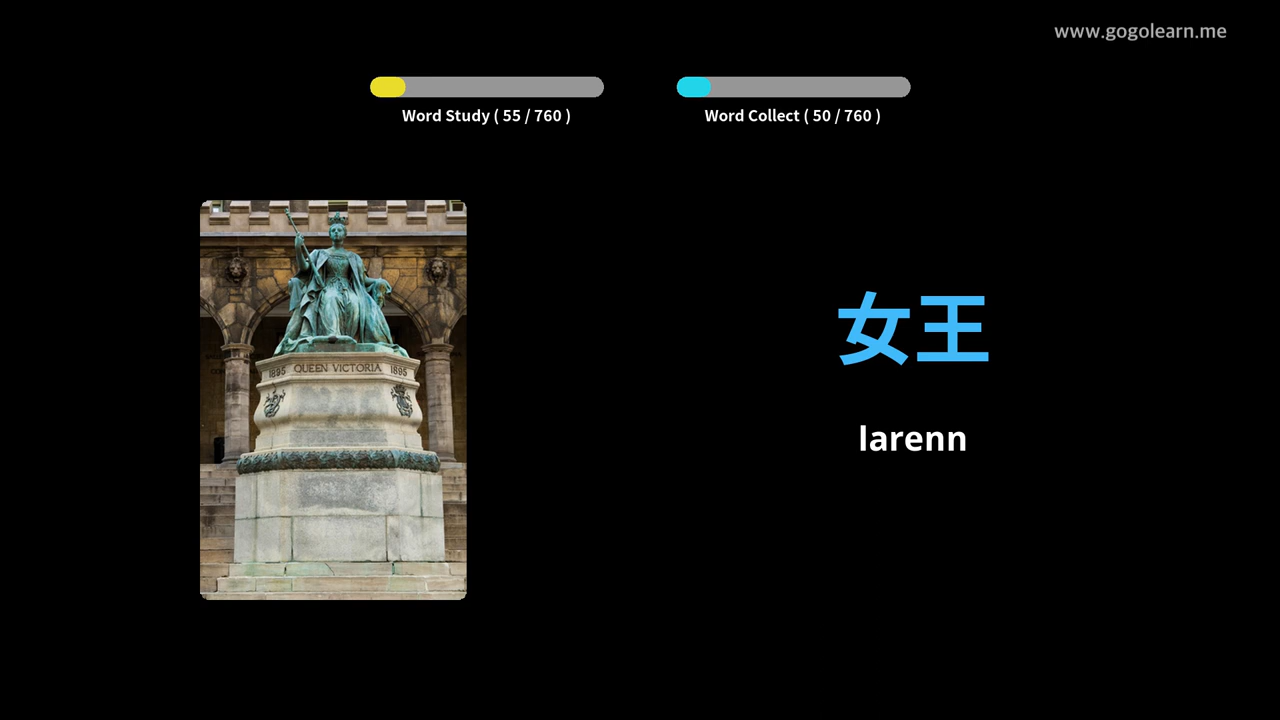 www.gogolearn.me
Word Study ( 55 / 760 )
Word Collect ( 50 / 760 )
1895 QUEEN VICTORIA 1895
女王
larenn